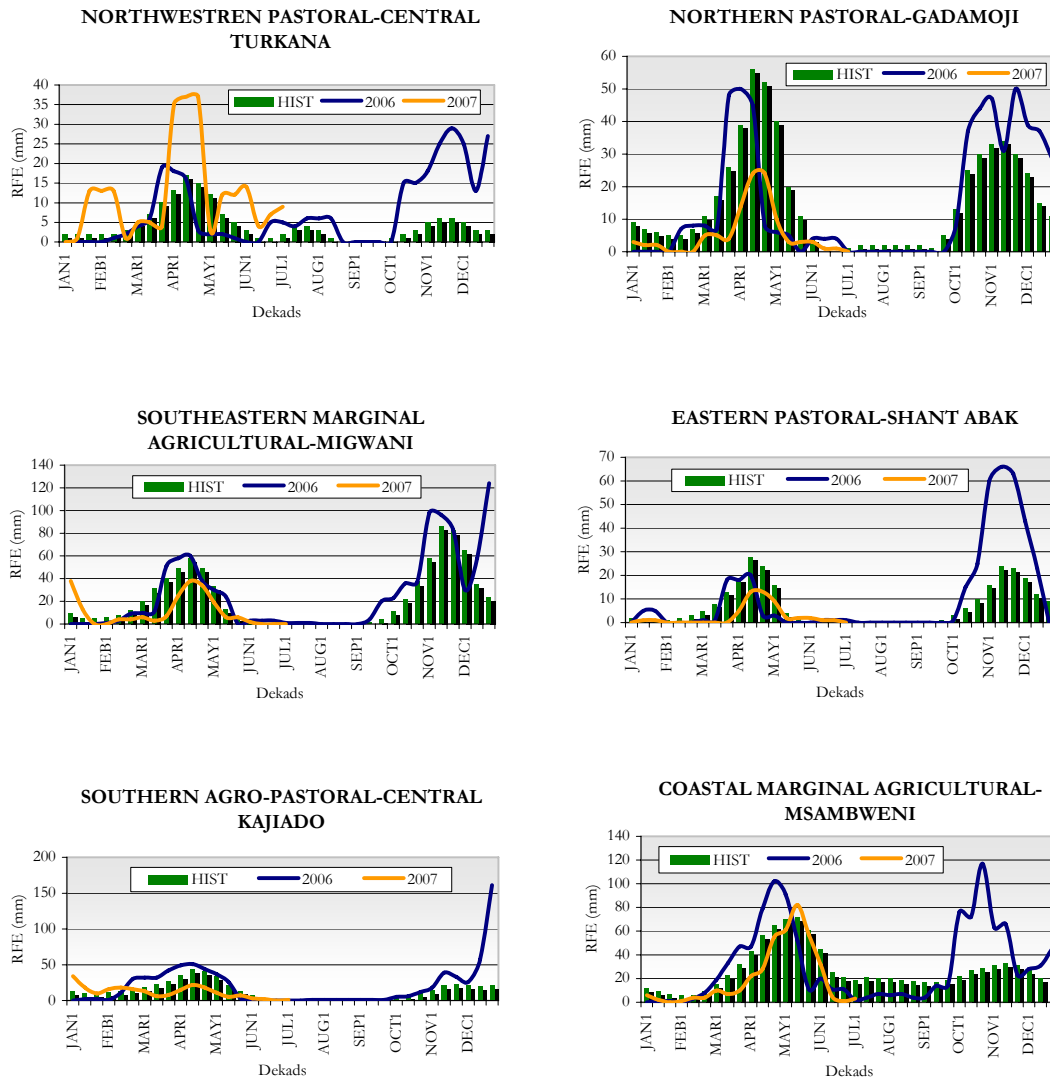 NORTHWESTREN PASTORAL-CENTRAL
TURKANA
RFE (mm)
40
35
30
25
20
15
10
5
0
HIST 2006 2007
JAN1 FEB1 MAR1 APR1 MAY1 JUN1 JUL1 AUG1 SEP1 OCT1 NOV1 DEC1
Dekads
NORTHERN PASTORAL-GADAMOJI
RFE (mm)
60
50
40
30
20
10
0
HIST 2006 2007
JAN1 FEB1 MAR1 APR1 MAY1 JUN1 JUL1 AUG1 SEP1 OCT1 NOV1 DEC1
Dekads
SOUTHEASTERN MARGINAL
AGRICULTURAL-MIGWANI
RFE (mm)
140
120
100
80
60
40
20
0
HIST 2006 2007
JAN1 FEB1 MAR1 APR1 MAY1 JUN1 JUL1 AUG1 SEP1 OCT1 NOV1 DEC1
Dekads
EASTERN PASTORAL-SHANT ABAK
RFE (mm)
70
60
50
40
30
20
10
0
HIST 2006 2007
JAN1 FEB1 MAR1 APR1 MAY1 JUN1 JUL1 AUG1 SEP1 OCT1 NOV1 DEC1
Dekads
SOUTHERN AGRO-PASTORAL-CENTRAL
KAJIADO
RFE (mm)
200
150
100
50
0
HIST 2006 2007
JAN1 FEB1 MAR1 APR1 MAY1 JUN1 JUL1 AUG1 SEP1 OCT1 NOV1 DEC1
Dekads
COASTAL MARGINAL AGRICULTURAL-
MSAMBWENI
RFE (mm)
140
120
100
80
60
40
20
0
HIST 2006 2007
JAN1 FEB1 MAR1 APR1 MAY1 JUN1 JUL1 AUG1 SEP1 OCT1 NOV1 DEC1
Dekads